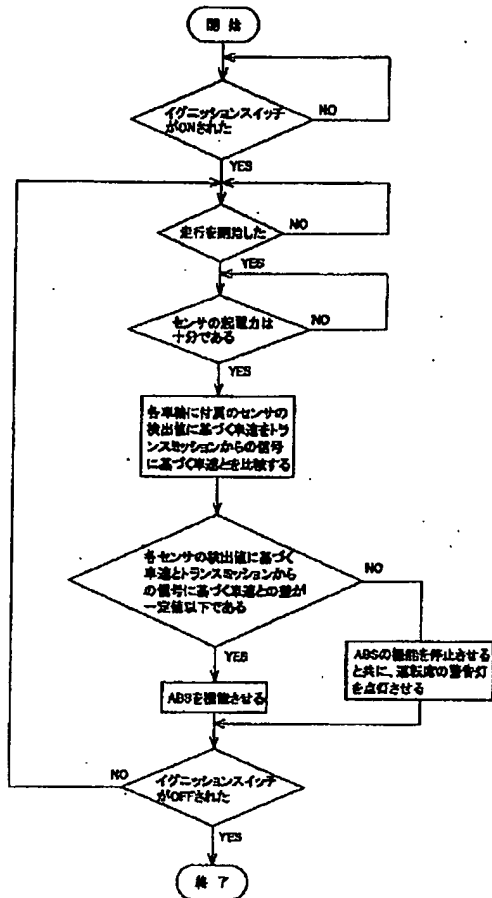 開始
イグニッションスイッチ
がONされた
NO
YES
走行を開始した
NO
YES
センサの起電力は
十分である
NO
YES
各車輪に付属のセンサの
検出値に基づく車速をトラ
ンスミッションからの信号
に基づく車速とを比較する
各センサの検出値に基づく
車速とトランスミッションから
の信号に基づく車速との差が
一定値以下である
NO
YES
ABSの機能を停止させる
と共に、運転席の警告灯
を点灯させる
ABSを機能させる
NO
イグニッションスイッチ
がOFFされた
YES
終了